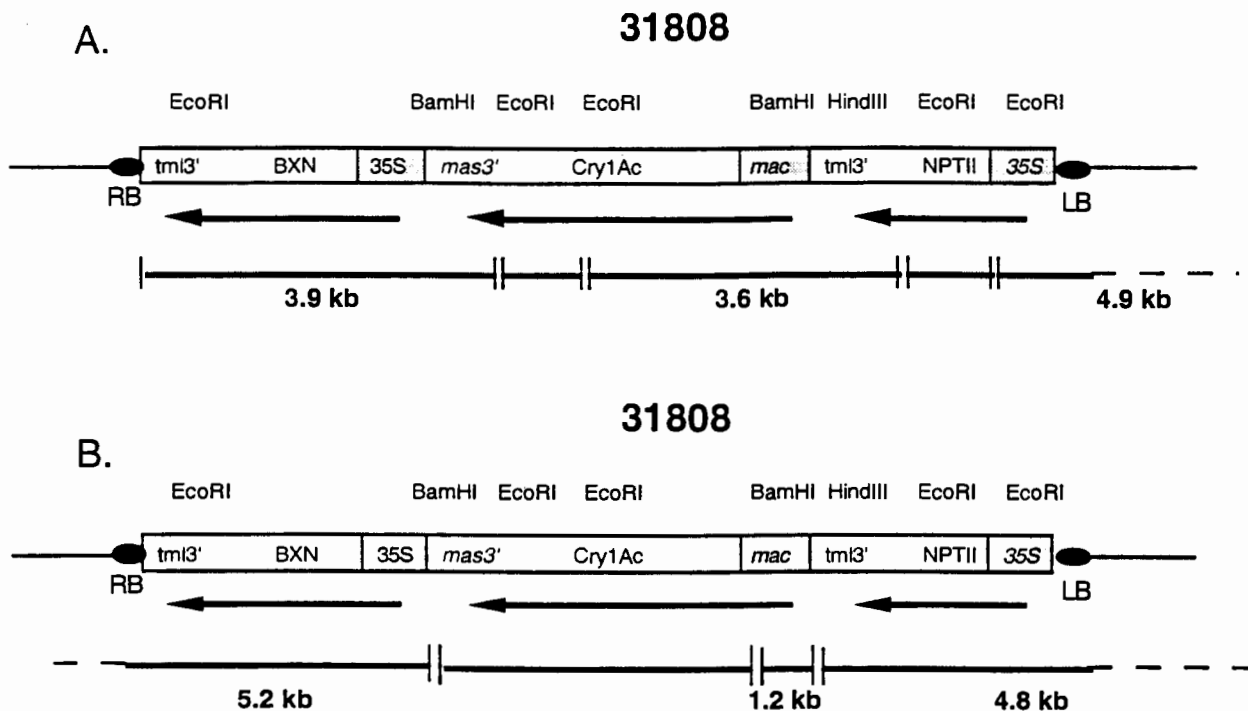 A.
31808
EcoRI BamHI EcoRI EcoRI BamHI HindIII EcoRI EcoRI
tml3' BXN 35S mas3' Cry1Ac mac tml3' NPTII 35S
RB LB
3.9 kb 3.6 kb 4.9 kb
31808
B.
EcoRI BamHI EcoRI EcoRI BamHI HindIII EcoRI EcoRI
tml3' BXN 35S mas3' Cry1Ac mac tml3' NPTII 35S
RB LB
5.2 kb 1.2 kb 4.8 kb